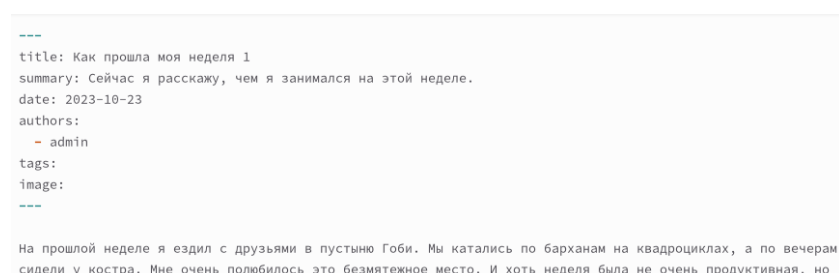 ---
title: Как прошла моя неделя 1
summary: Сейчас я расскажу, чем я занимался на этой неделе.
date: 2023-10-23
authors:
  - admin
tags:
image:
---
На прошлой неделе я ездил с друзьями в пустыню Гоби. Мы катались по барханам на квадроциклах, а по вечерам
сидели у костра. Мне очень полюбилось это безмятежное место. И хоть неделя была не очень продуктивная, но